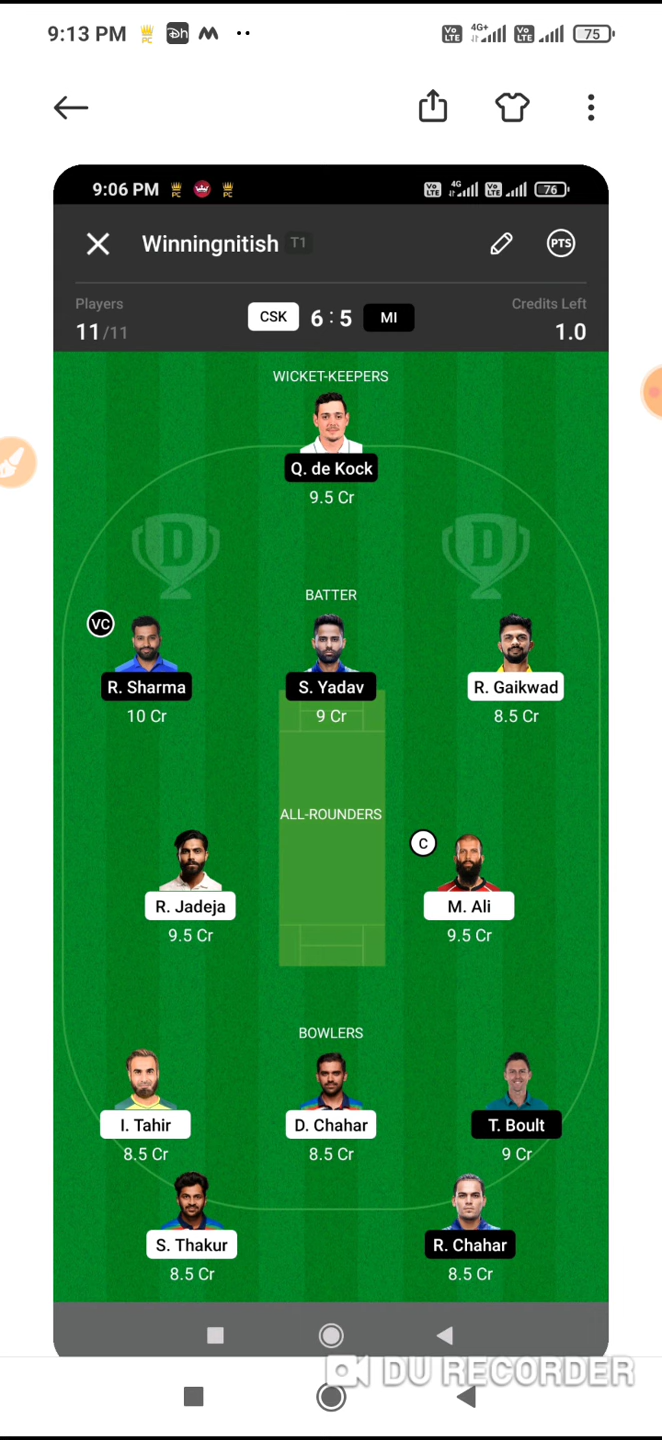 9:13 PM
4G+
75
9:06 PM
4G
76
Winningnitish T1
PTS
Players
Credits Left
11/11
CSK 6 : 5 MI
1.0
WICKET-KEEPERS
Q. de Kock
9.5 Cr
BATTER
VC
R. Sharma
S. Yadav
R. Gaikwad
10 Cr
9 Cr
8.5 Cr
ALL-ROUNDERS
C
R. Jadeja
M. Ali
9.5 Cr
9.5 Cr
BOWLERS
I. Tahir
D. Chahar
T. Boult
8.5 Cr
8.5 Cr
9 Cr
S. Thakur
R. Chahar
8.5 Cr
8.5 Cr
DU RECORDER